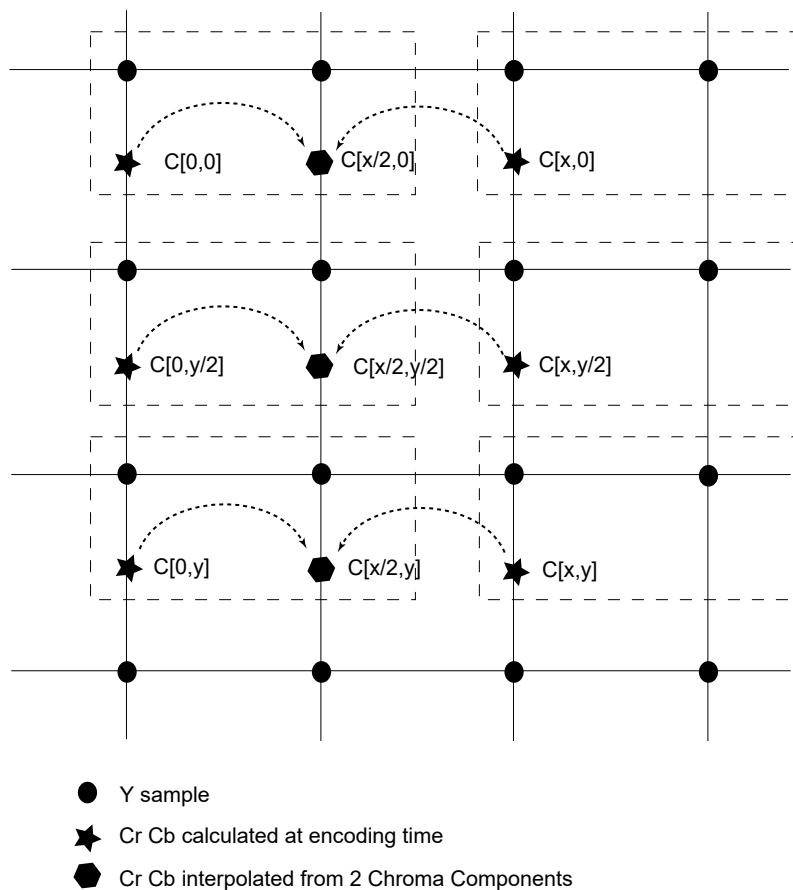 C[0,0] C[x/2,0] C[x,0]
C[0,y/2] C[x/2,y/2] C[x,y/2]
C[0,y] C[x/2,y] C[x,y]
Y sample
Cr Cb calculated at encoding time
Cr Cb interpolated from 2 Chroma Components